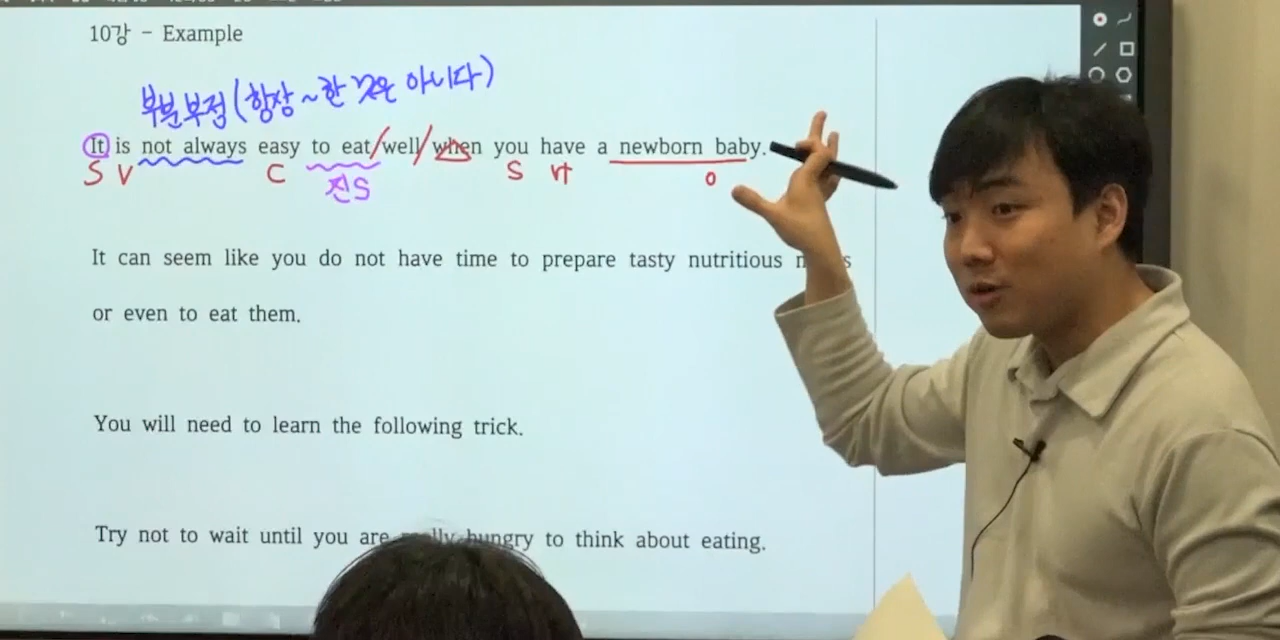 10강 - Example
부분부정(항상 ~한 것은 아니다)
It is not always easy to eat/well/when you have a newborn baby.
S V C 진S S vt O
It can seem like you do not have time to prepare tasty nutritious
or even to eat them.
You will need to learn the following trick.
Try not to wait until you are really hungry to think about eating.